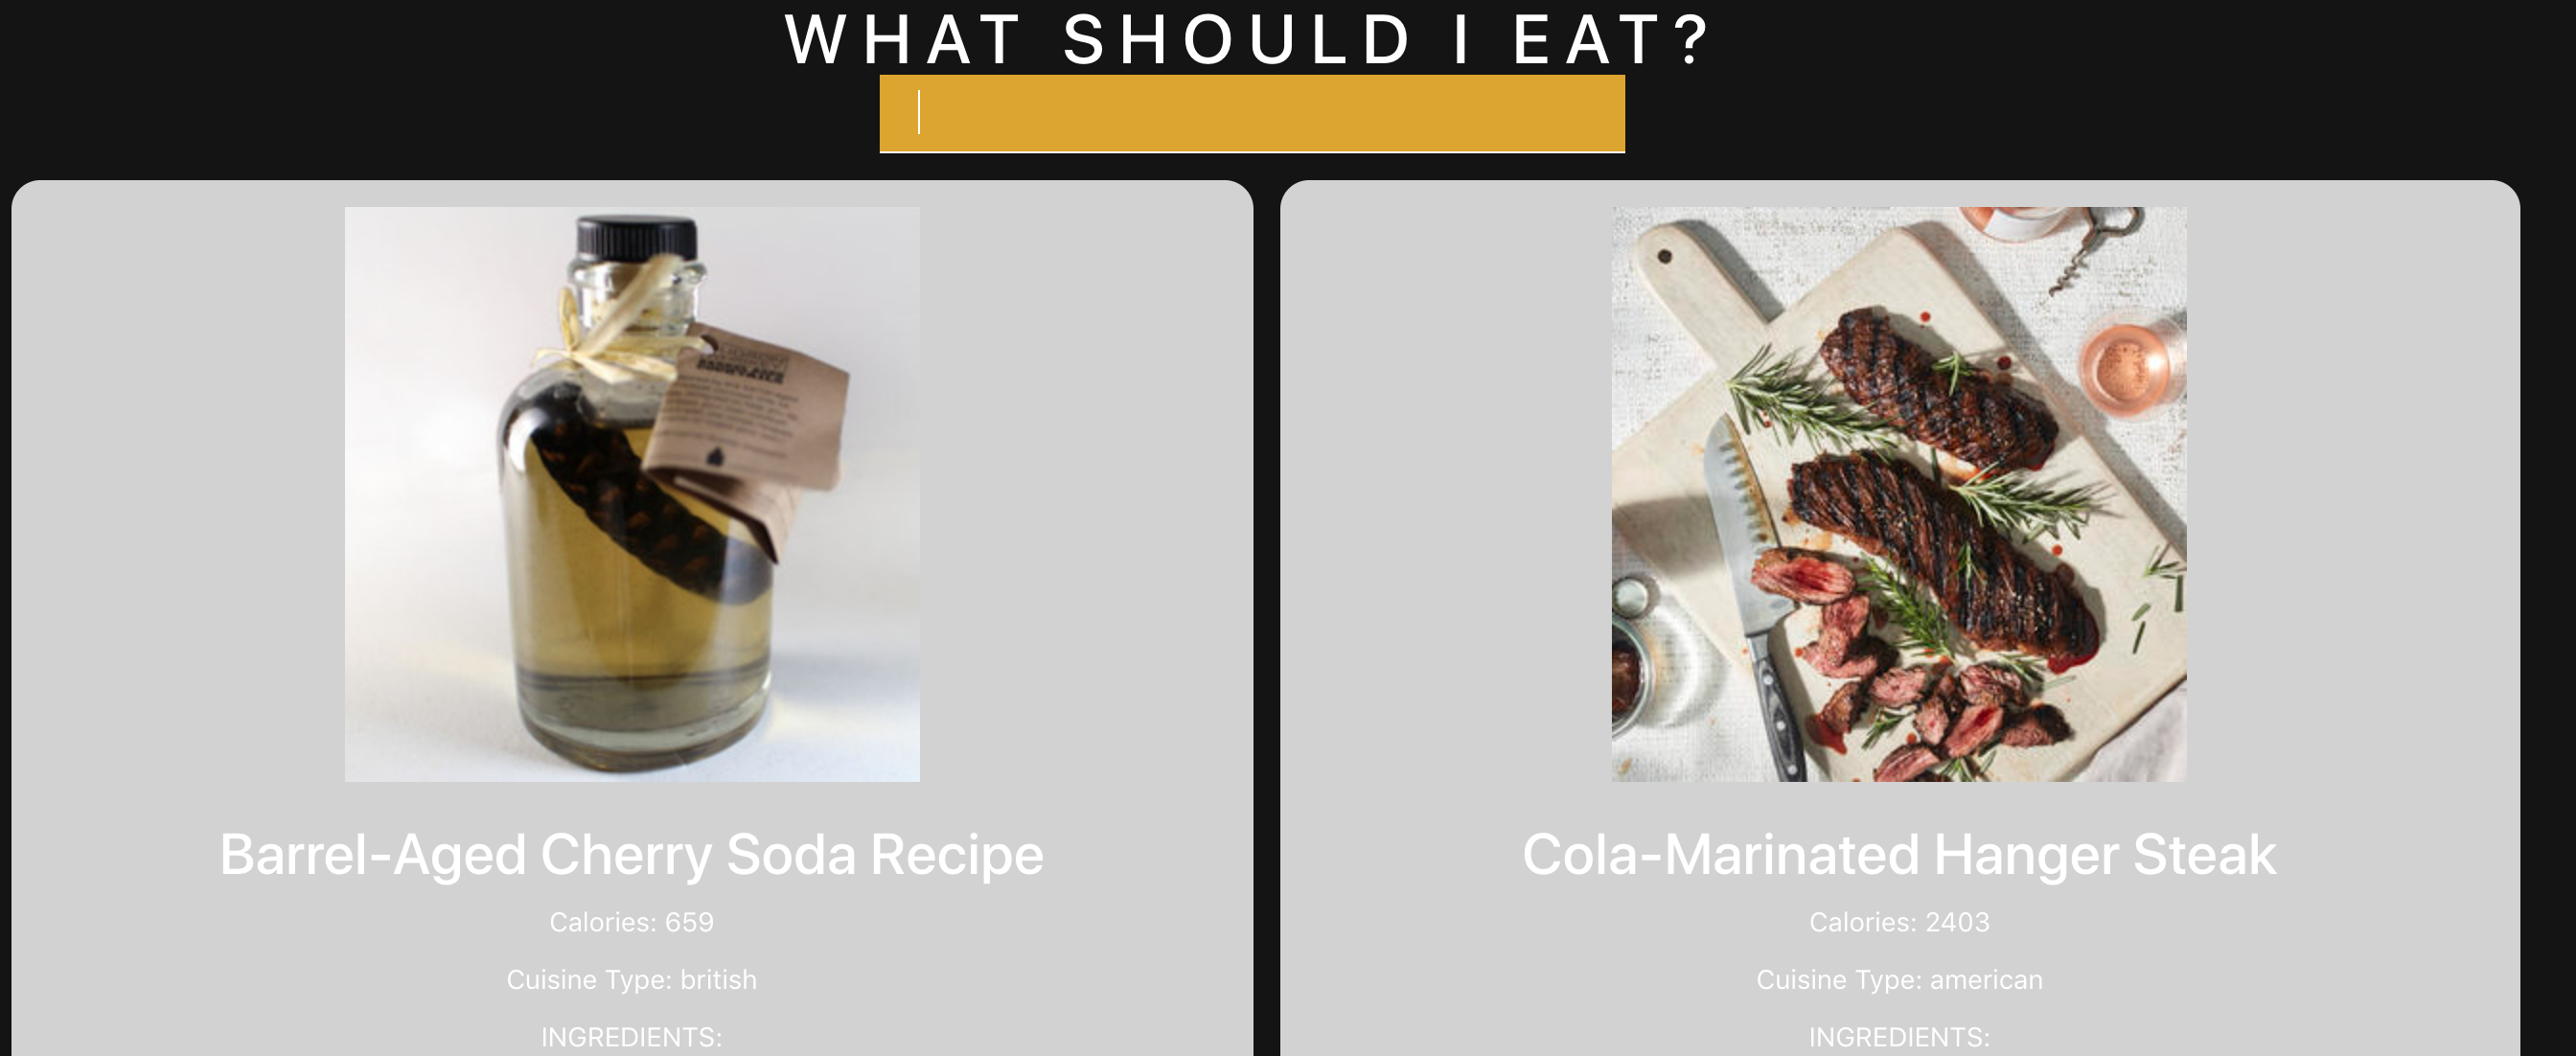 WHAT SHOULD I EAT?
Barrel-Aged Cherry Soda Recipe
Calories: 659
Cuisine Type: british
INGREDIENTS:
Cola-Marinated Hanger Steak
Calories: 2403
Cuisine Type: american
INGREDIENTS: